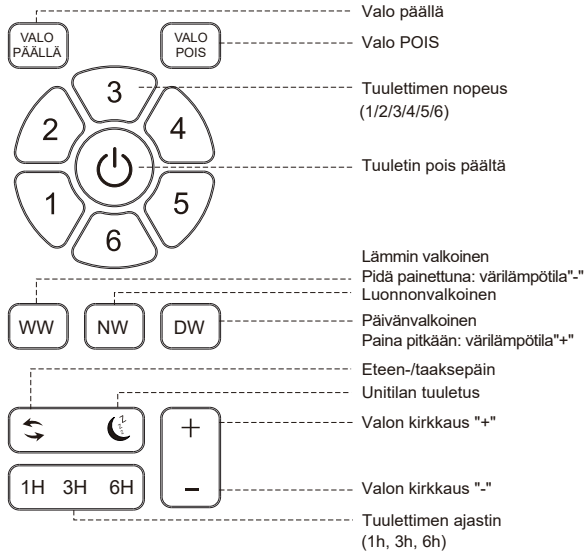 Valo päällä
VALO
PÄÄLLÄ
VALO
POIS
Valo POIS
3
Tuulettimen nopeus
(1/2/3/4/5/6)
2
4
Tuuletin pois päältä
1
5
6
Lämmin valkoinen
Pidä painettuna: värilämpötila"-"
Luonnonvalkoinen
WW
NW
DW
Päivänvalkoinen
Paina pitkään: värilämpötila"+"
Eteen-/taaksepäin
Unitilan tuuletus
+
Valon kirkkaus "+"
1H 3H 6H
–
Valon kirkkaus "-"
Tuulettimen ajastin
(1h, 3h, 6h)